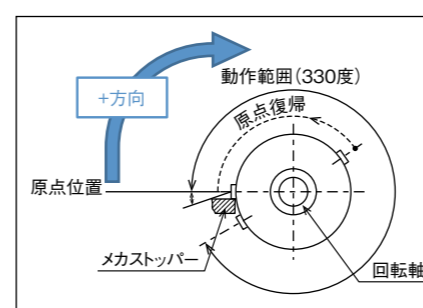 動作範囲(330度)
+方向
原点復帰
原点位置
メカストッパー
回転軸